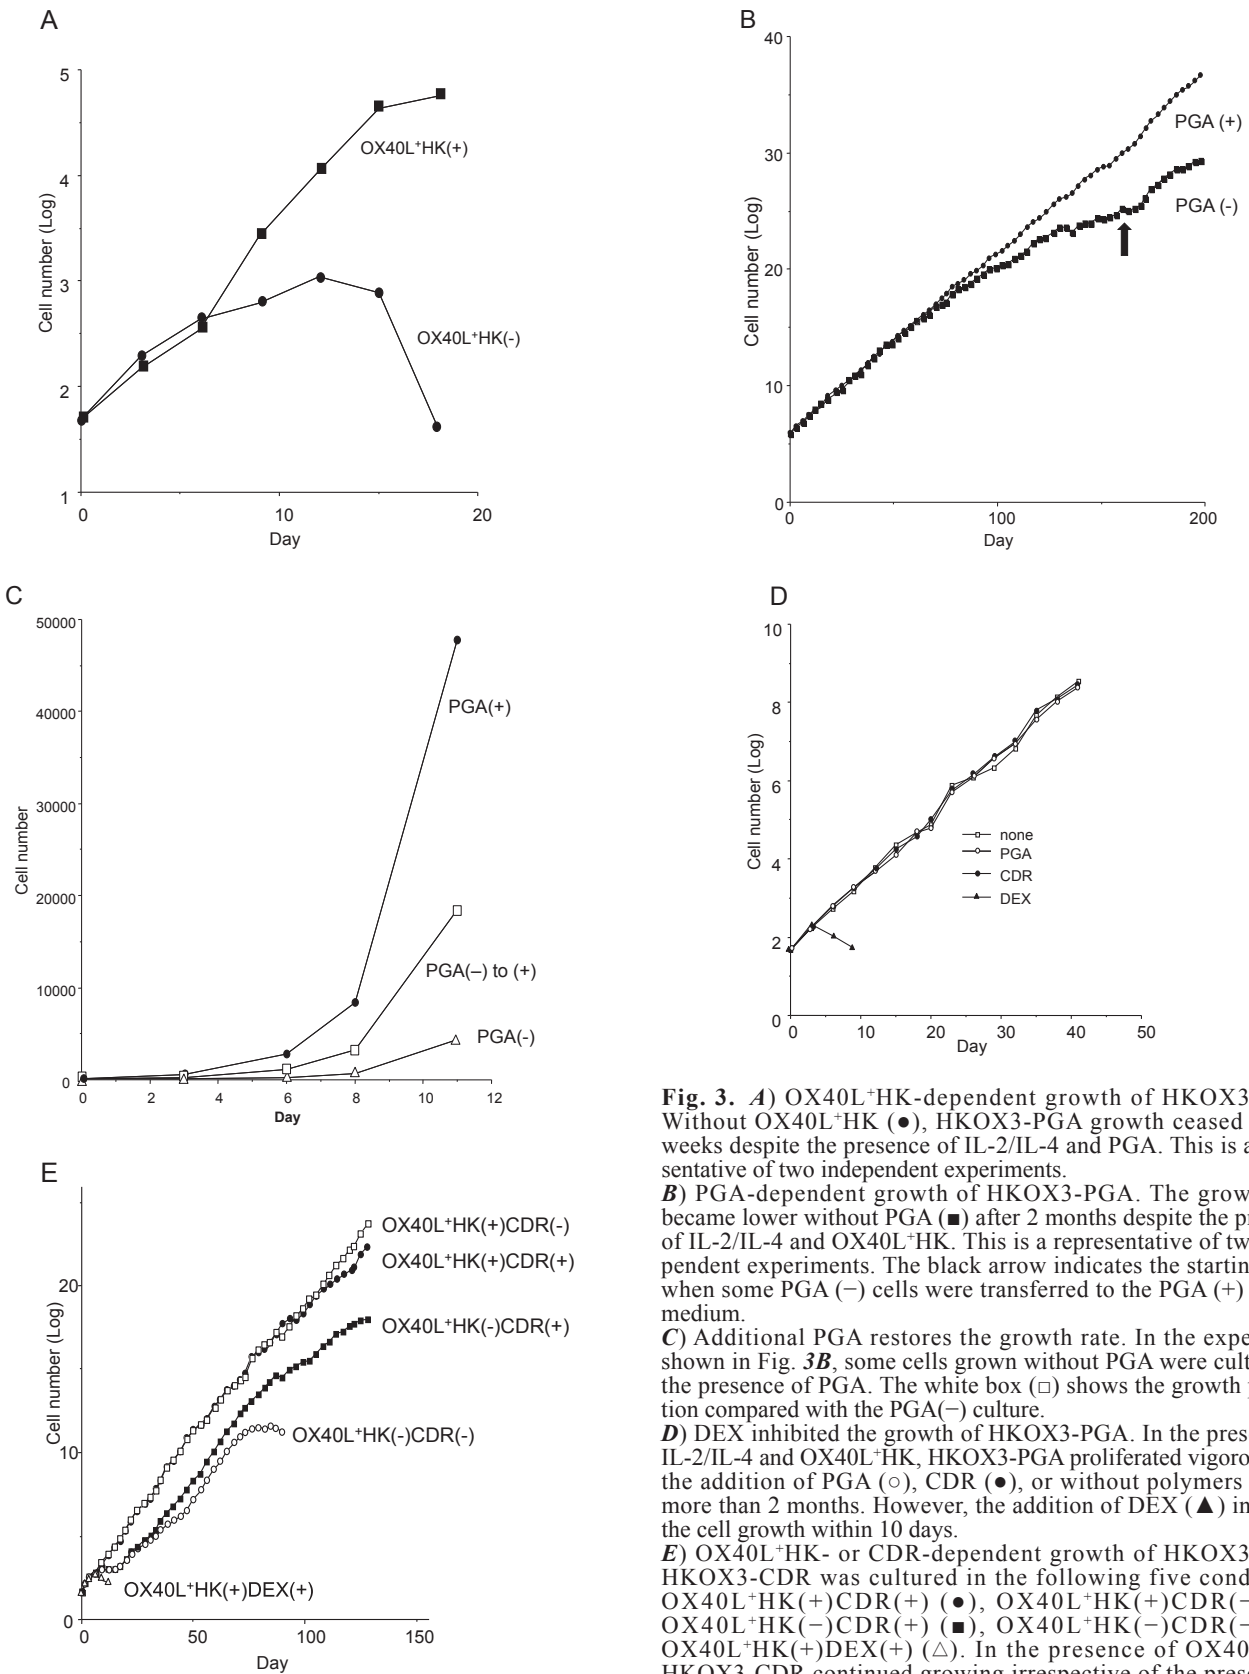 A
5
4
3
2
1
0
10
20
Cell number (Log)
Day
OX40L⁺HK(+)
OX40L⁺HK(-)
B
40
30
20
10
0
0
100
200
Cell number (Log)
Day
PGA (+)
PGA (-)
C
50000
40000
30000
20000
10000
0
0 2 4 6 8 10 12
Cell number
Day
PGA(+)
PGA(–) to (+)
PGA(-)
D
10
8
6
4
2
0
0 10 20 30 40 50
Cell number (Log)
Day
none
PGA
CDR
DEX
E
20
10
0
0 50 100 150
Cell number (Log)
Day
OX40L⁺HK(+)CDR(-)
OX40L⁺HK(+)CDR(+)
OX40L⁺HK(-)CDR(+)
OX40L⁺HK(-)CDR(-)
OX40L⁺HK(+)DEX(+)
Fig. 3. A) OX40L⁺HK-dependent growth of HKOX3
Without OX40L⁺HK (●), HKOX3-PGA growth ceased
weeks despite the presence of IL-2/IL-4 and PGA. This is a
sentative of two independent experiments.
B) PGA-dependent growth of HKOX3-PGA. The grow
became lower without PGA (■) after 2 months despite the p
of IL-2/IL-4 and OX40L⁺HK. This is a representative of tw
pendent experiments. The black arrow indicates the starting
when some PGA (−) cells were transferred to the PGA (+)
medium.
C) Additional PGA restores the growth rate. In the expe
shown in Fig. 3B, some cells grown without PGA were cult
the presence of PGA. The white box (□) shows the growth p
tion compared with the PGA(−) culture.
D) DEX inhibited the growth of HKOX3-PGA. In the pres
IL-2/IL-4 and OX40L⁺HK, HKOX3-PGA proliferated vigoro
the addition of PGA (○), CDR (●), or without polymers
more than 2 months. However, the addition of DEX (▲) in
the cell growth within 10 days.
E) OX40L⁺HK- or CDR-dependent growth of HKOX3
HKOX3-CDR was cultured in the following five cond
OX40L⁺HK(+)CDR(+) (●), OX40L⁺HK(+)CDR(−
OX40L⁺HK(−)CDR(+) (■), OX40L⁺HK(−)CDR(−
OX40L⁺HK(+)DEX(+) (△). In the presence of OX40
HKOX3-CDR continued growing irrespective of the pres